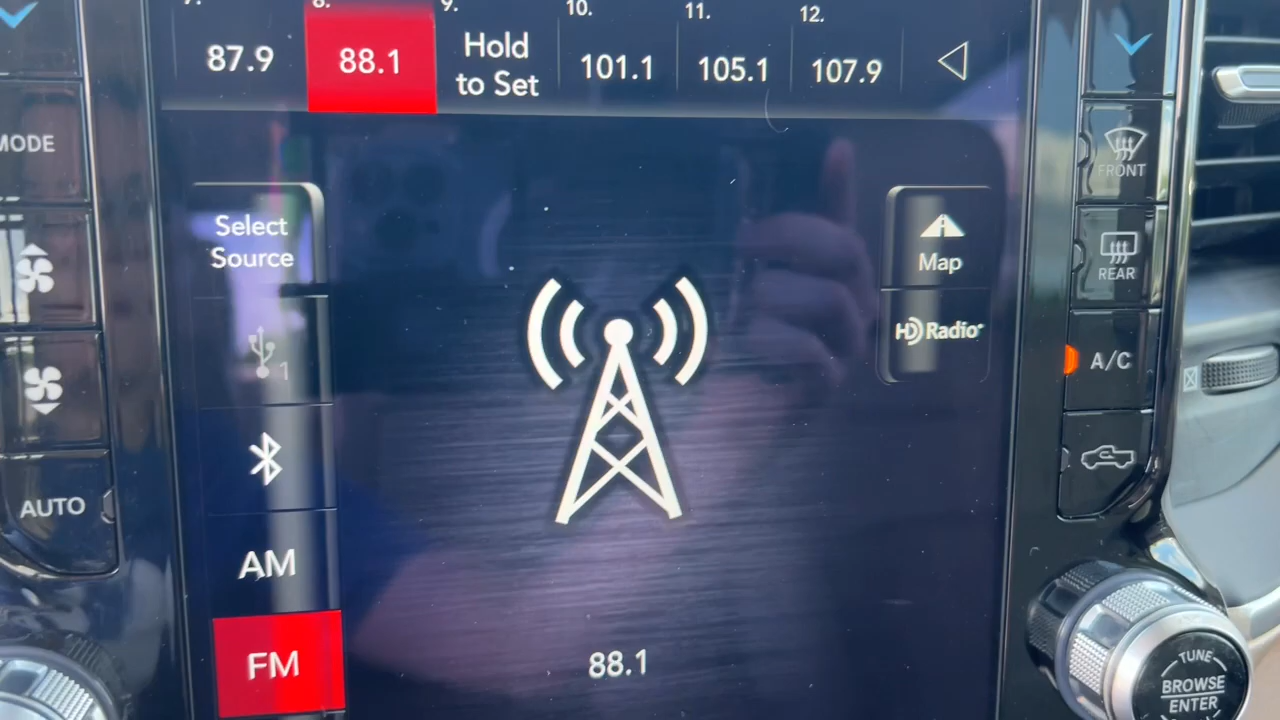 7. 8. 9. 10. 11. 12.
87.9 88.1 Hold 101.1 105.1 107.9
to Set
MODE
FRONT
Select
Source
Map
REAR
HD Radio
1
A/C
AUTO
AM
FM
88.1
TUNE
BROWSE
ENTER